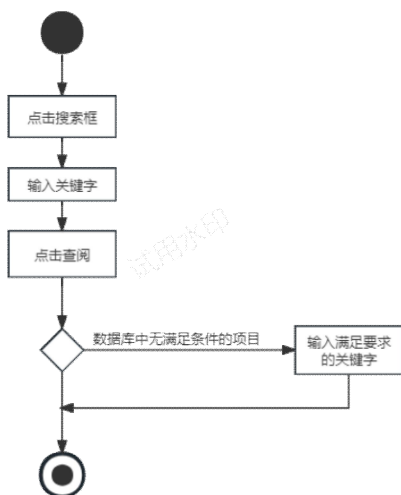 点击搜索框
输入关键字
点击查阅
试用水印
数据库中无满足条件的项目
输入满足要求
的关键字